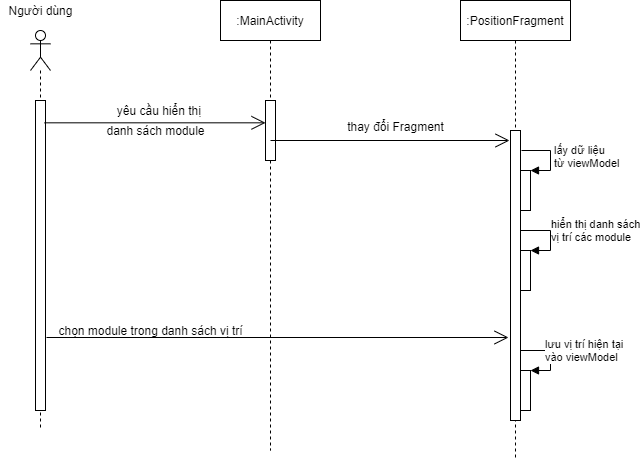 Người dùng
:MainActivity
:PositionFragment
yêu cầu hiển thị
danh sách module
thay đổi Fragment
lấy dữ liệu
từ viewModel
hiển thị danh sách
vị trí các module
chọn module trong danh sách vị trí
lưu vị trí hiện tại
vào viewModel